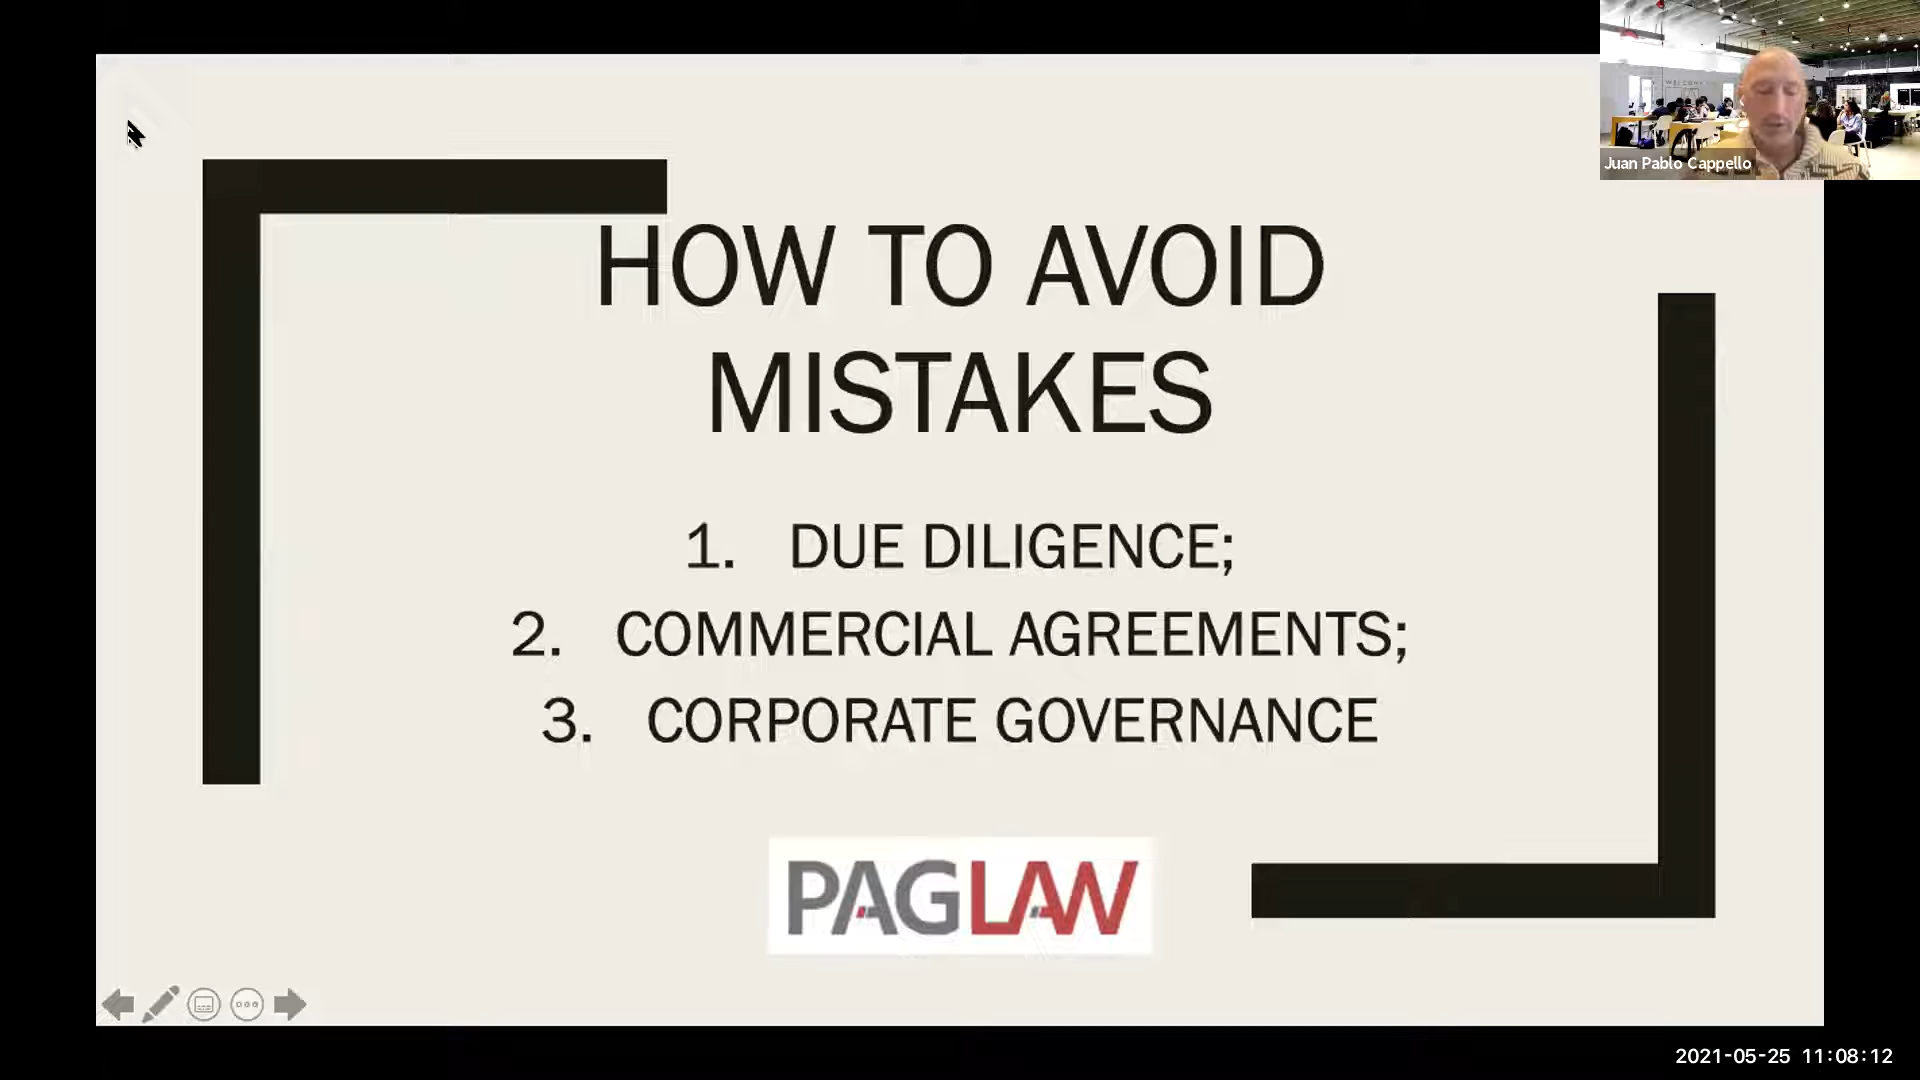 Juan Pablo Cappello
HOW TO AVOID
MISTAKES
1. DUE DILIGENCE;
2. COMMERCIAL AGREEMENTS;
3. CORPORATE GOVERNANCE
PAGLAW
2021-05-25 11:08:12